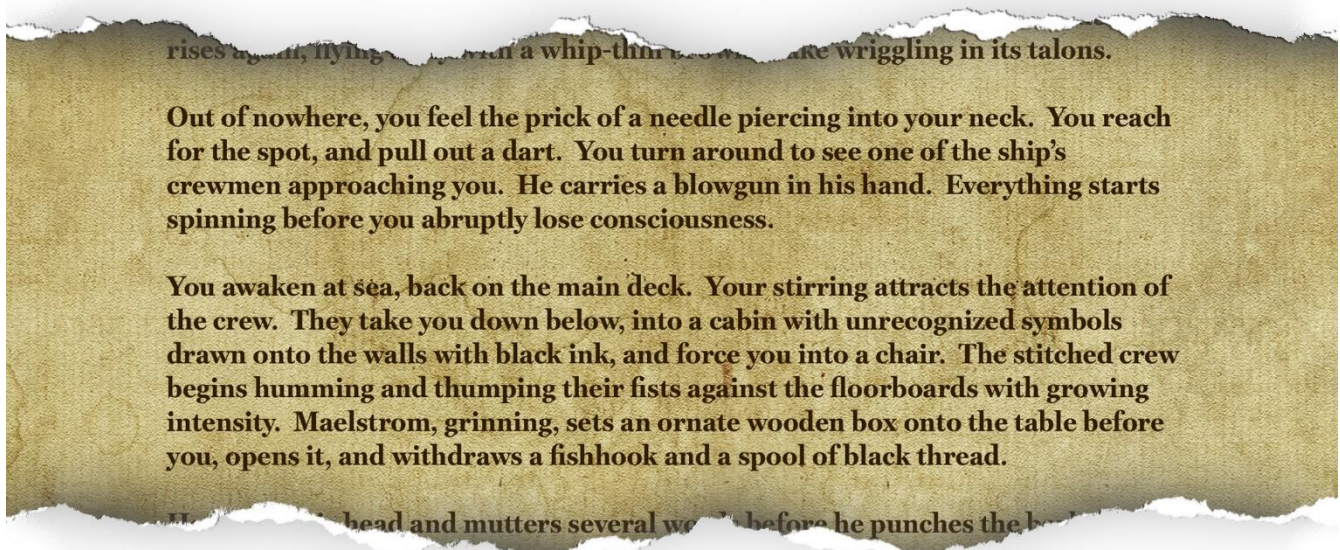 rises again, flying with a whip-thin wriggling in its talons.
Out of nowhere, you feel the prick of a needle piercing into your neck.  You reach
for the spot, and pull out a dart.  You turn around to see one of the ship’s
crewmen approaching you.  He carries a blowgun in his hand.  Everything starts
spinning before you abruptly lose consciousness.
You awaken at sea, back on the main deck.  Your stirring attracts the attention of
the crew.  They take you down below, into a cabin with unrecognized symbols
drawn onto the walls with black ink, and force you into a chair.  The stitched crew
begins humming and thumping their fists against the floorboards with growing
intensity.  Maelstrom, grinning, sets an ornate wooden box onto the table before
you, opens it, and withdraws a fishhook and a spool of black thread.
head and mutters several before he punches the